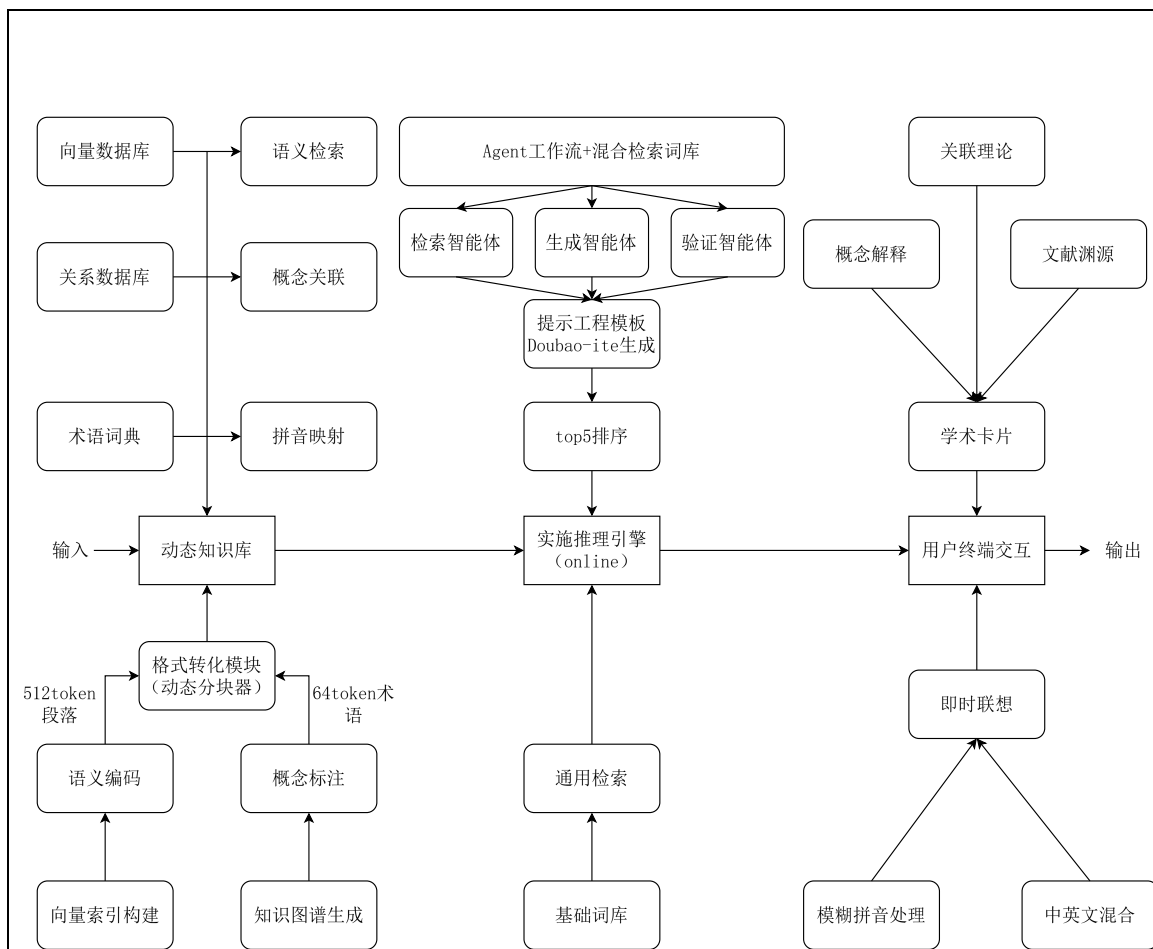 向量数据库
语义检索
Agent工作流+混合检索词库
关联理论
检索智能体
生成智能体
验证智能体
关系数据库
概念关联
概念解释
文献渊源
提示工程模板
Doubao-ite生成
术语词典
拼音映射
top5排序
学术卡片
输入
动态知识库
实施推理引擎
（online）
用户终端交互
输出
格式转化模块
（动态分块器）
512token
段落
64token术
语
即时联想
语义编码
概念标注
通用检索
向量索引构建
知识图谱生成
基础词库
模糊拼音处理
中英文混合